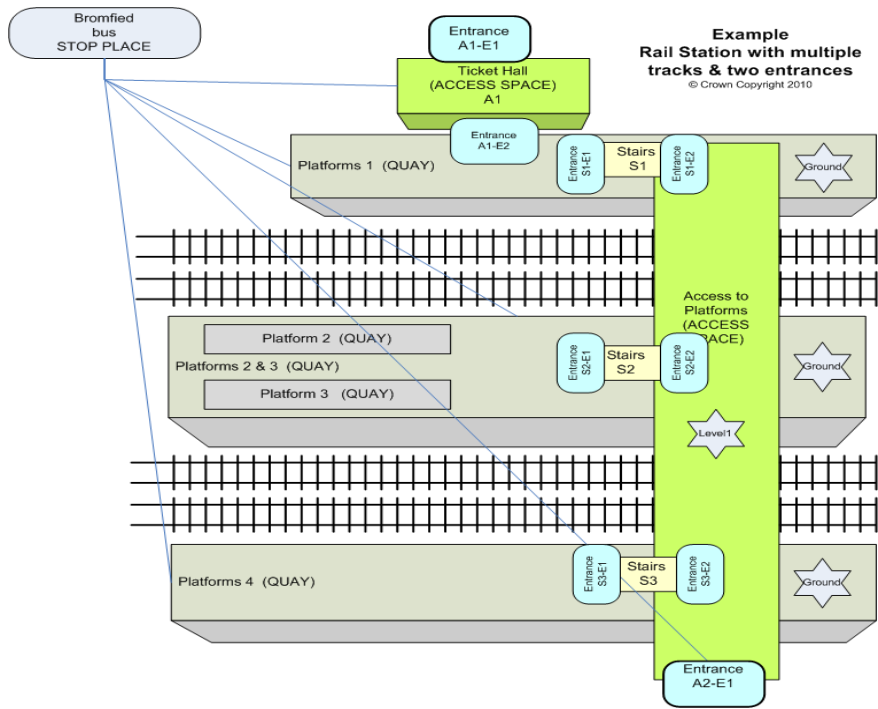 Bromfied
bus
STOP PLACE
Entrance
A1-E1
Example
Rail Station with multiple
tracks & two entrances
© Crown Copyright 2010
Ticket Hall
(ACCESS SPACE)
A1
Entrance
A1-E2
Platforms 1 (QUAY)
Entrance
S1-E1
Stairs
S1
Entrance
S1-E2
Ground
Access to
Platforms
(ACCESS
PACE)
Platform 2 (QUAY)
Platforms 2 & 3 (QUAY)
Platform 3 (QUAY)
Entrance
S2-E1
Stairs
S2
Entrance
S2-E2
Ground
Level1
Platforms 4 (QUAY)
Entrance
S3-E1
Stairs
S3
Entrance
S3-E2
Ground
Entrance
A2-E1